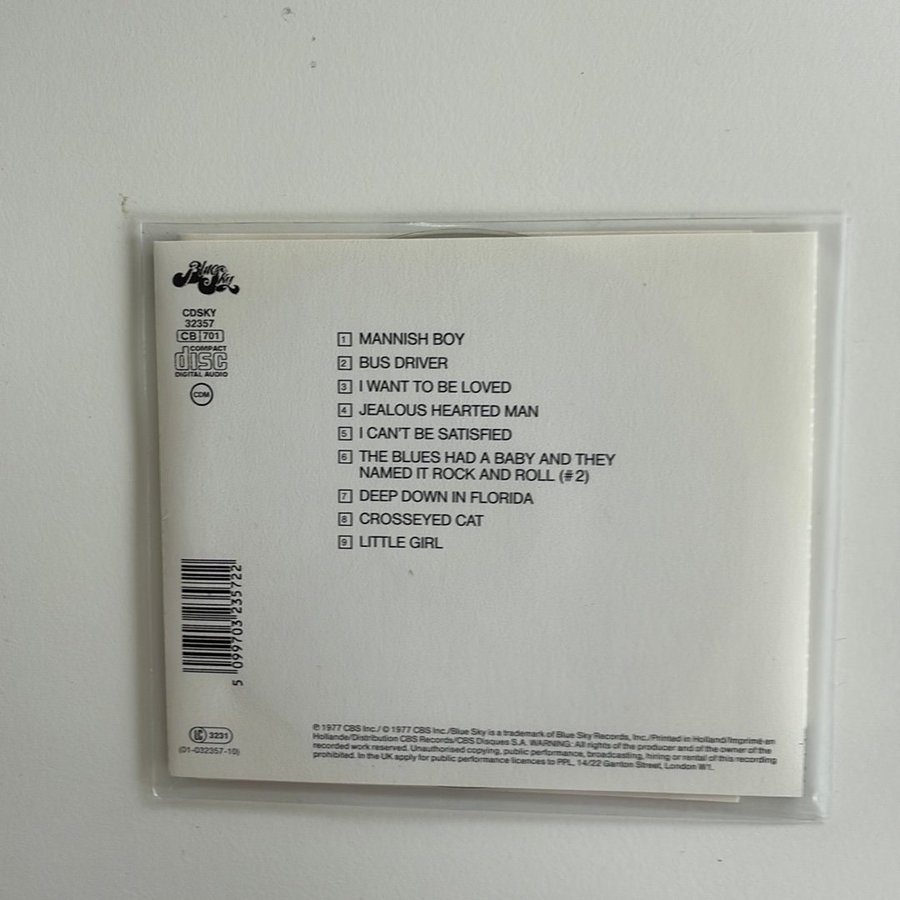 Blue Sky
CDSKY
32357
CB 701
COMPACT
disc
DIGITAL AUDIO
CDM
1 MANNISH BOY
2 BUS DRIVER
3 I WANT TO BE LOVED
4 JEALOUS HEARTED MAN
5 I CAN'T BE SATISFIED
6 THE BLUES HAD A BABY AND THEY
NAMED IT ROCK AND ROLL (#2)
7 DEEP DOWN IN FLORIDA
8 CROSSEYED CAT
9 LITTLE GIRL
5 099703 235722
LC 3231
(01-032357-10)
℗ 1977 CBS Inc./© 1977 CBS Inc./Blue Sky is a trademark of Blue Sky Records, Inc./Printed in Holland/Imprimé en
Hollande/Distribution CBS Records/CBS Disques S.A. WARNING: All rights of the producer and of the owner of the
recorded work reserved. Unauthorised copying, public performance, broadcasting, hiring or rental of this recording
prohibited. In the UK apply for public performance licences to PPL, 14/22 Ganton Street, London W1.